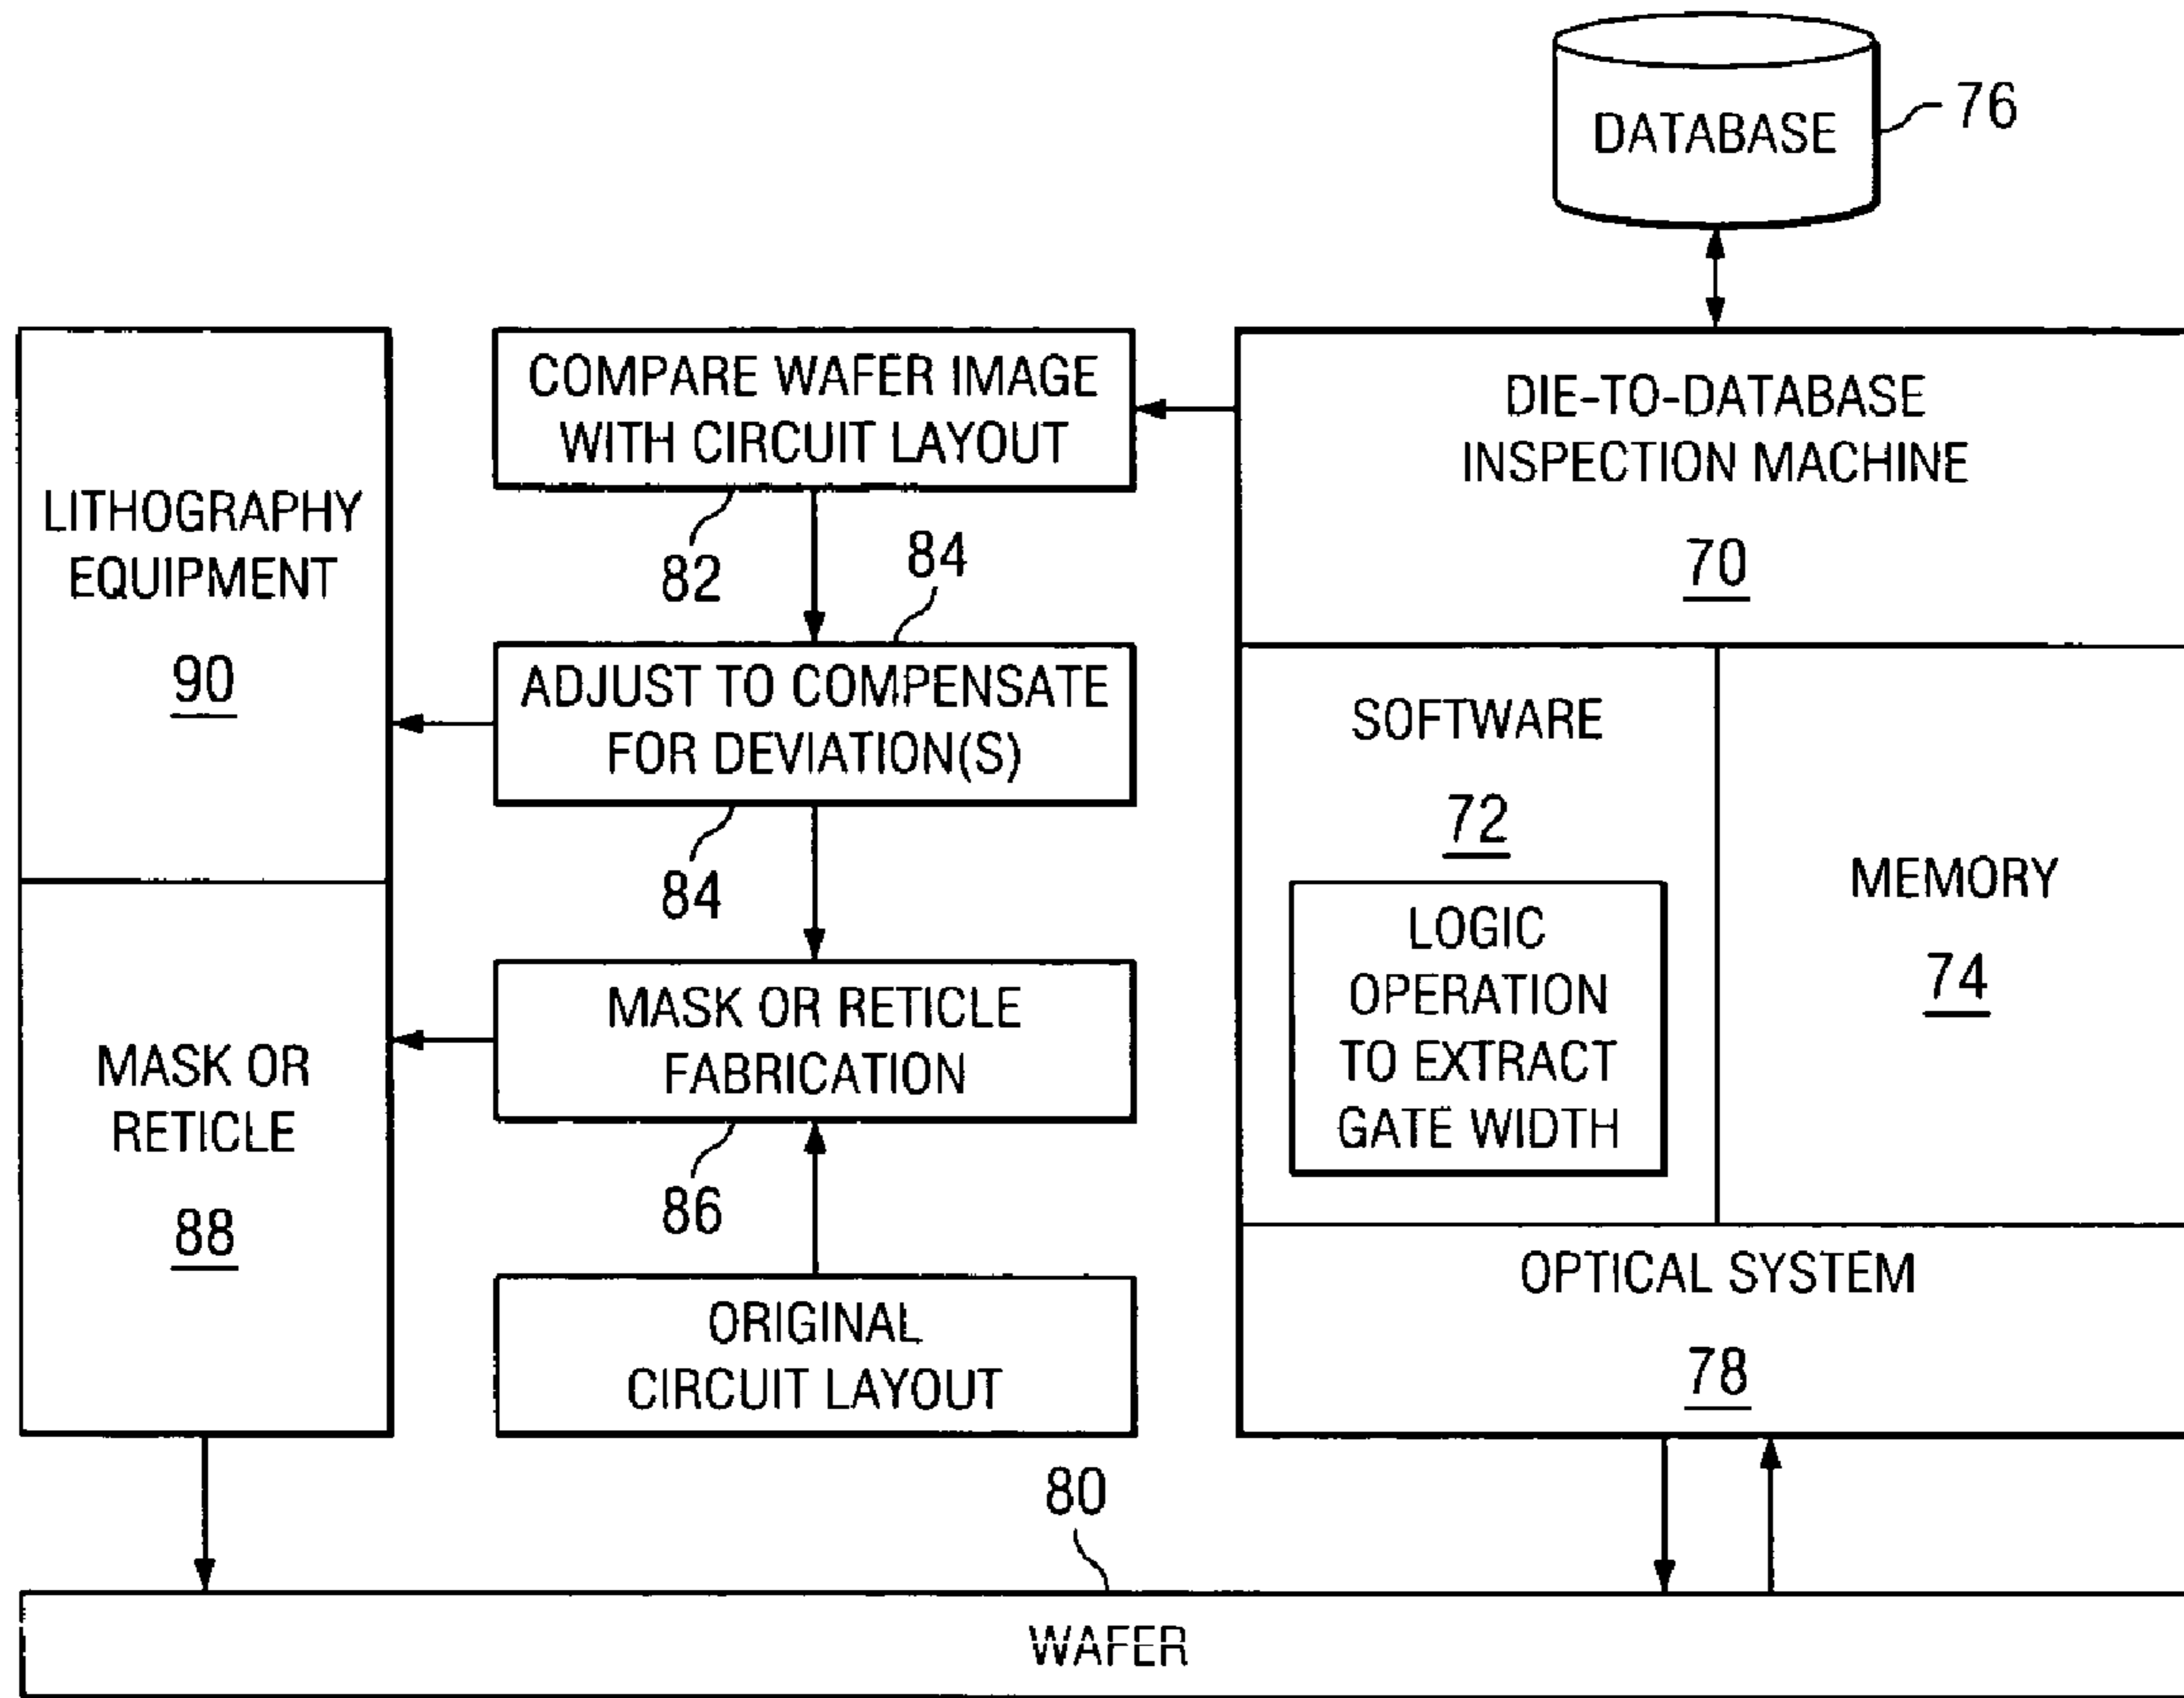 DATABASE
76
LITHOGRAPHY
EQUIPMENT
90
MASK OR
RETICLE
88
COMPARE WAFER IMAGE
WITH CIRCUIT LAYOUT
82
84
ADJUST TO COMPENSATE
FOR DEVIATION(S)
84
MASK OR RETICLE
FABRICATION
86
ORIGINAL
CIRCUIT LAYOUT
DIE-TO-DATABASE
INSPECTION MACHINE
70
SOFTWARE
72
LOGIC
OPERATION
TO EXTRACT
GATE WIDTH
MEMORY
74
OPTICAL SYSTEM
78
80
WAFER